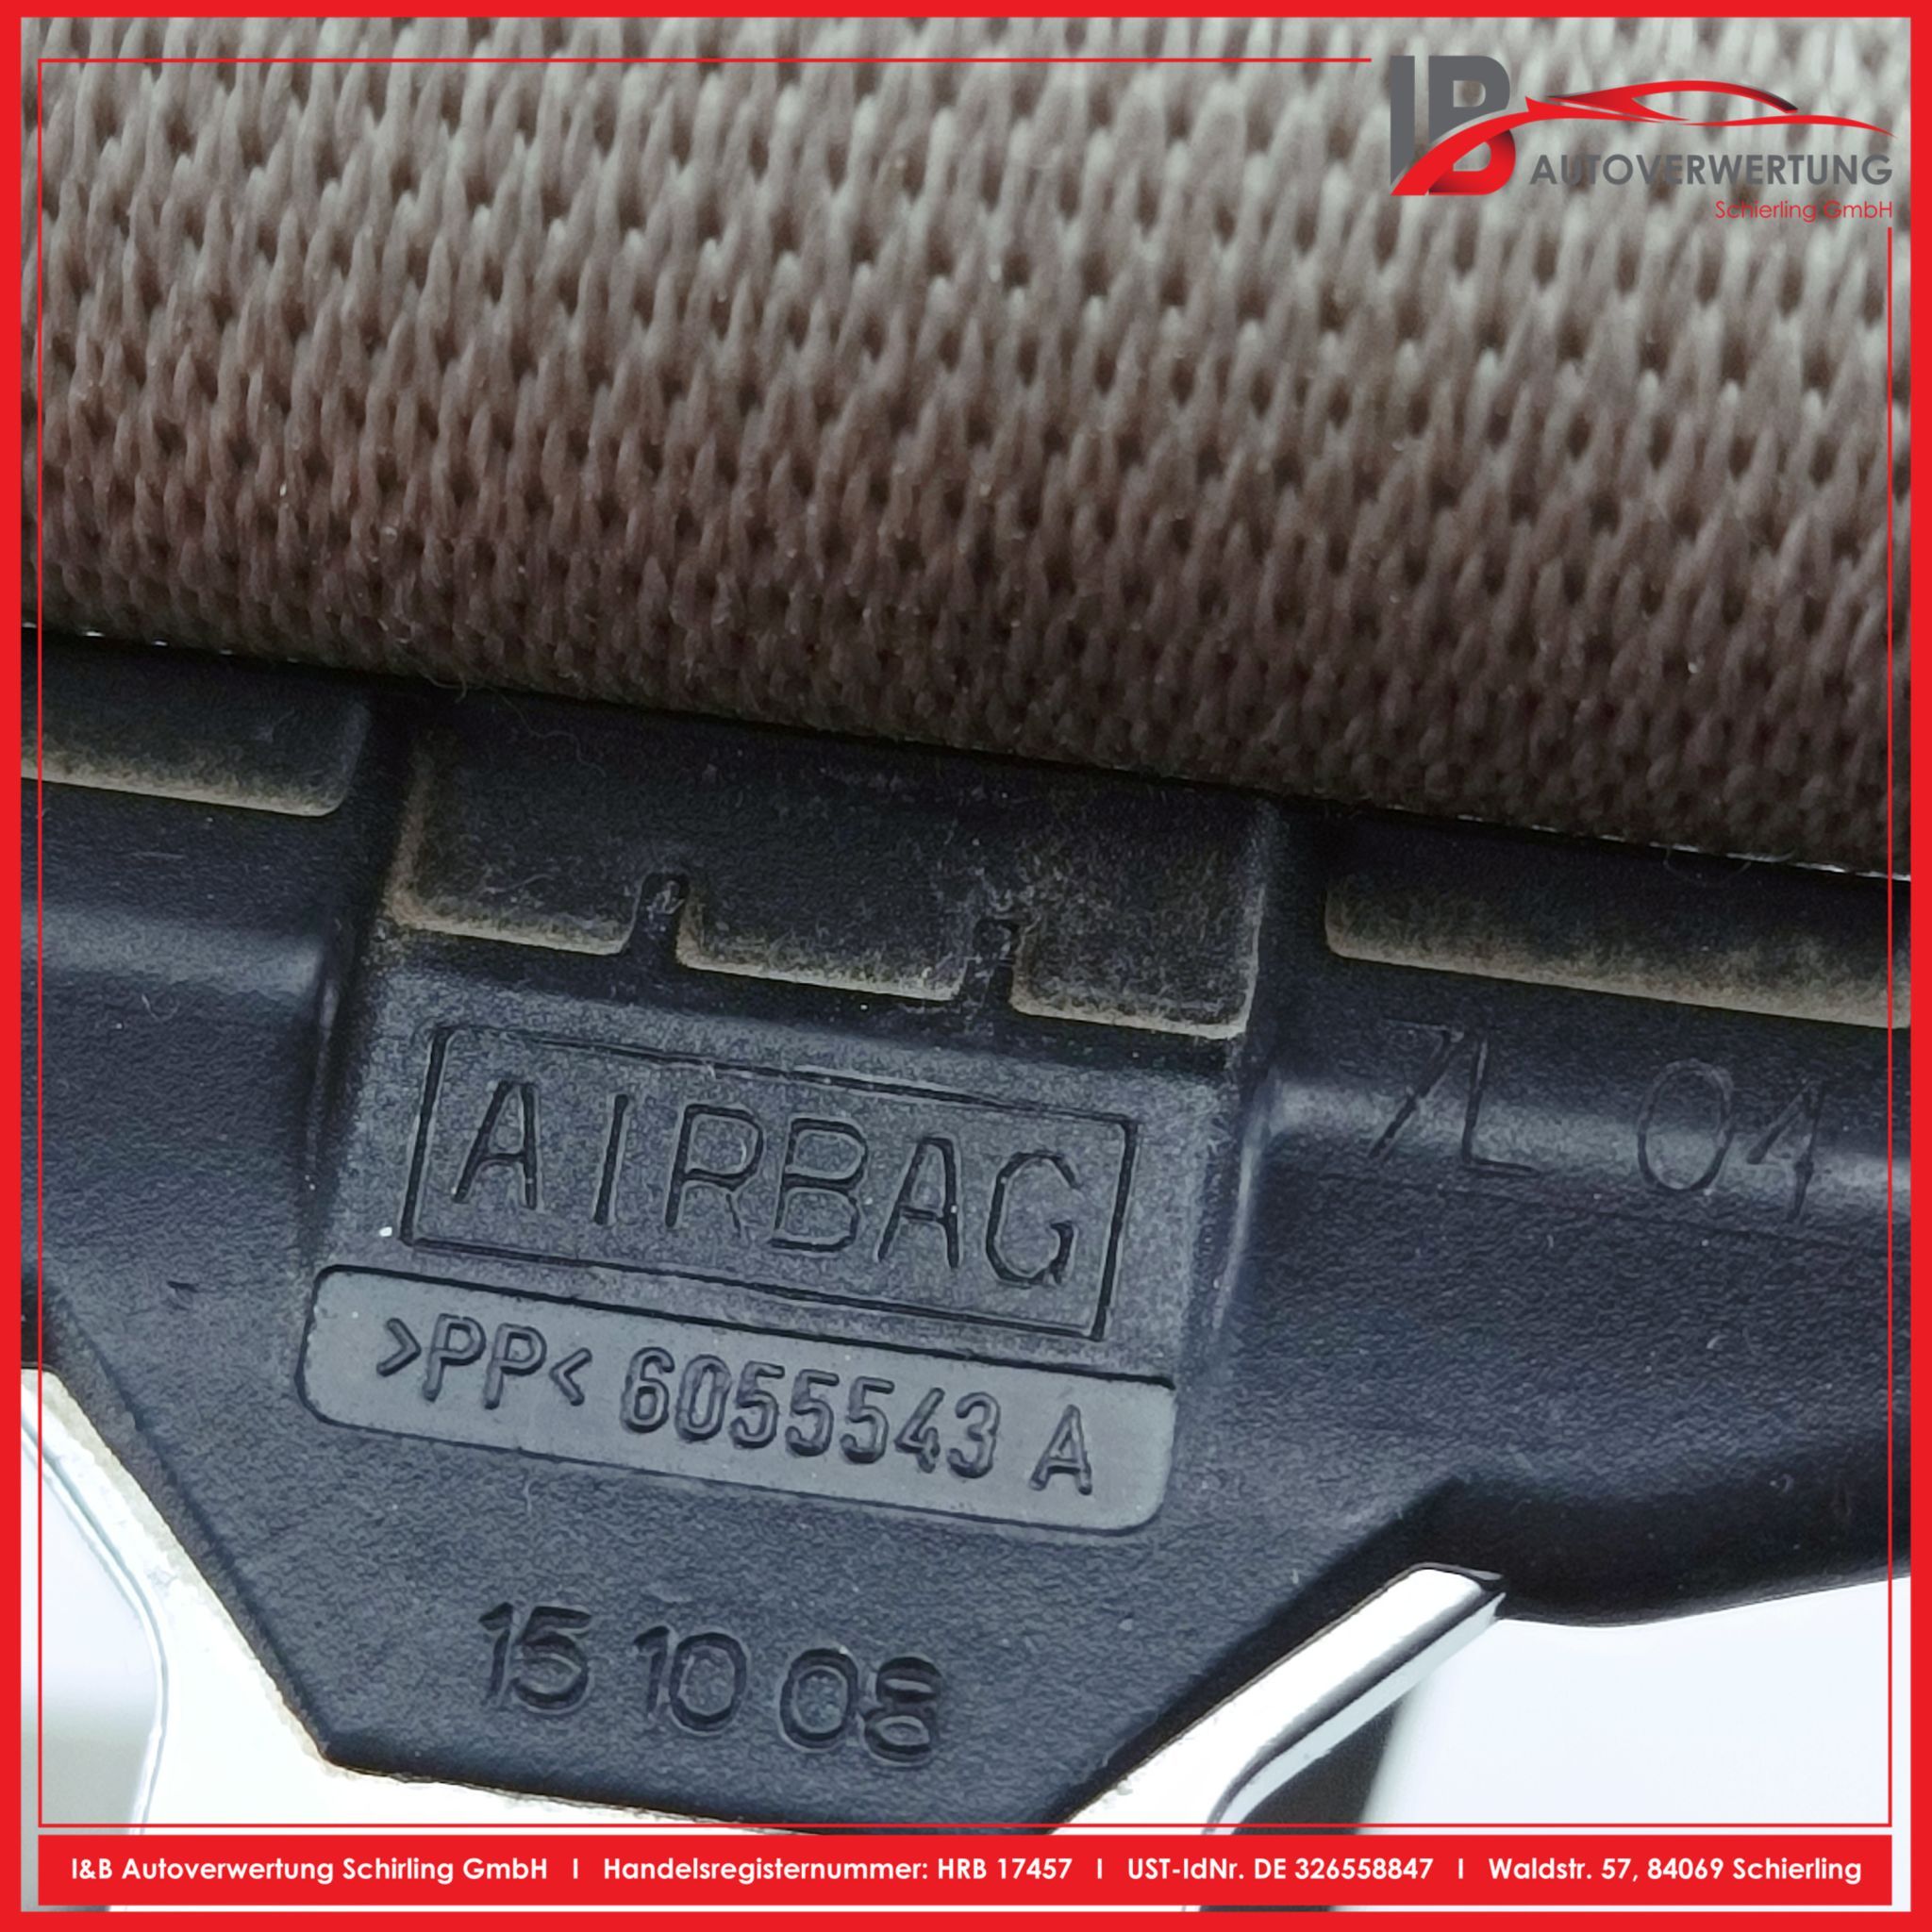 IB
AUTOVERWERTUNG
Schierling GmbH
7L 04
AIRBAG
>PP< 6055543 A
15 10 08
I&B Autoverwertung Schirling GmbH I Handelsregisternummer: HRB 17457 I UST-IdNr. DE 326558847 I Waldstr. 57, 84069 Schierling